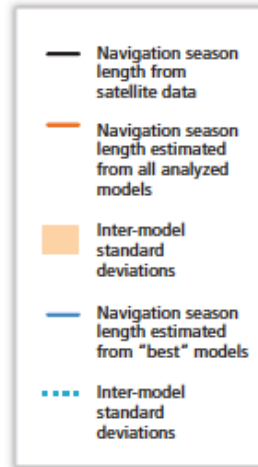 Navigation season
length from
satellite data
Navigation season
length estimated
from all analyzed
models
Inter-model
standard
deviations
Navigation season
length estimated
from “best” models
Inter-model
standard
deviations